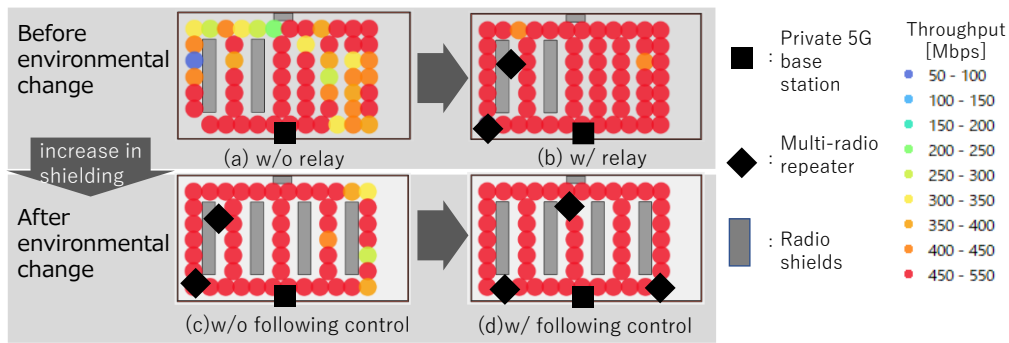 Before
environmental
change
(a) w/o relay
(b) w/ relay
increase in
shielding
After
environmental
change
(c)w/o following control
(d)w/ following control
: Private 5G
base
station
: Multi-radio
repeater
: Radio
shields
Throughput
[Mbps]
50 - 100
100 - 150
150 - 200
200 - 250
250 - 300
300 - 350
350 - 400
400 - 450
450 - 550